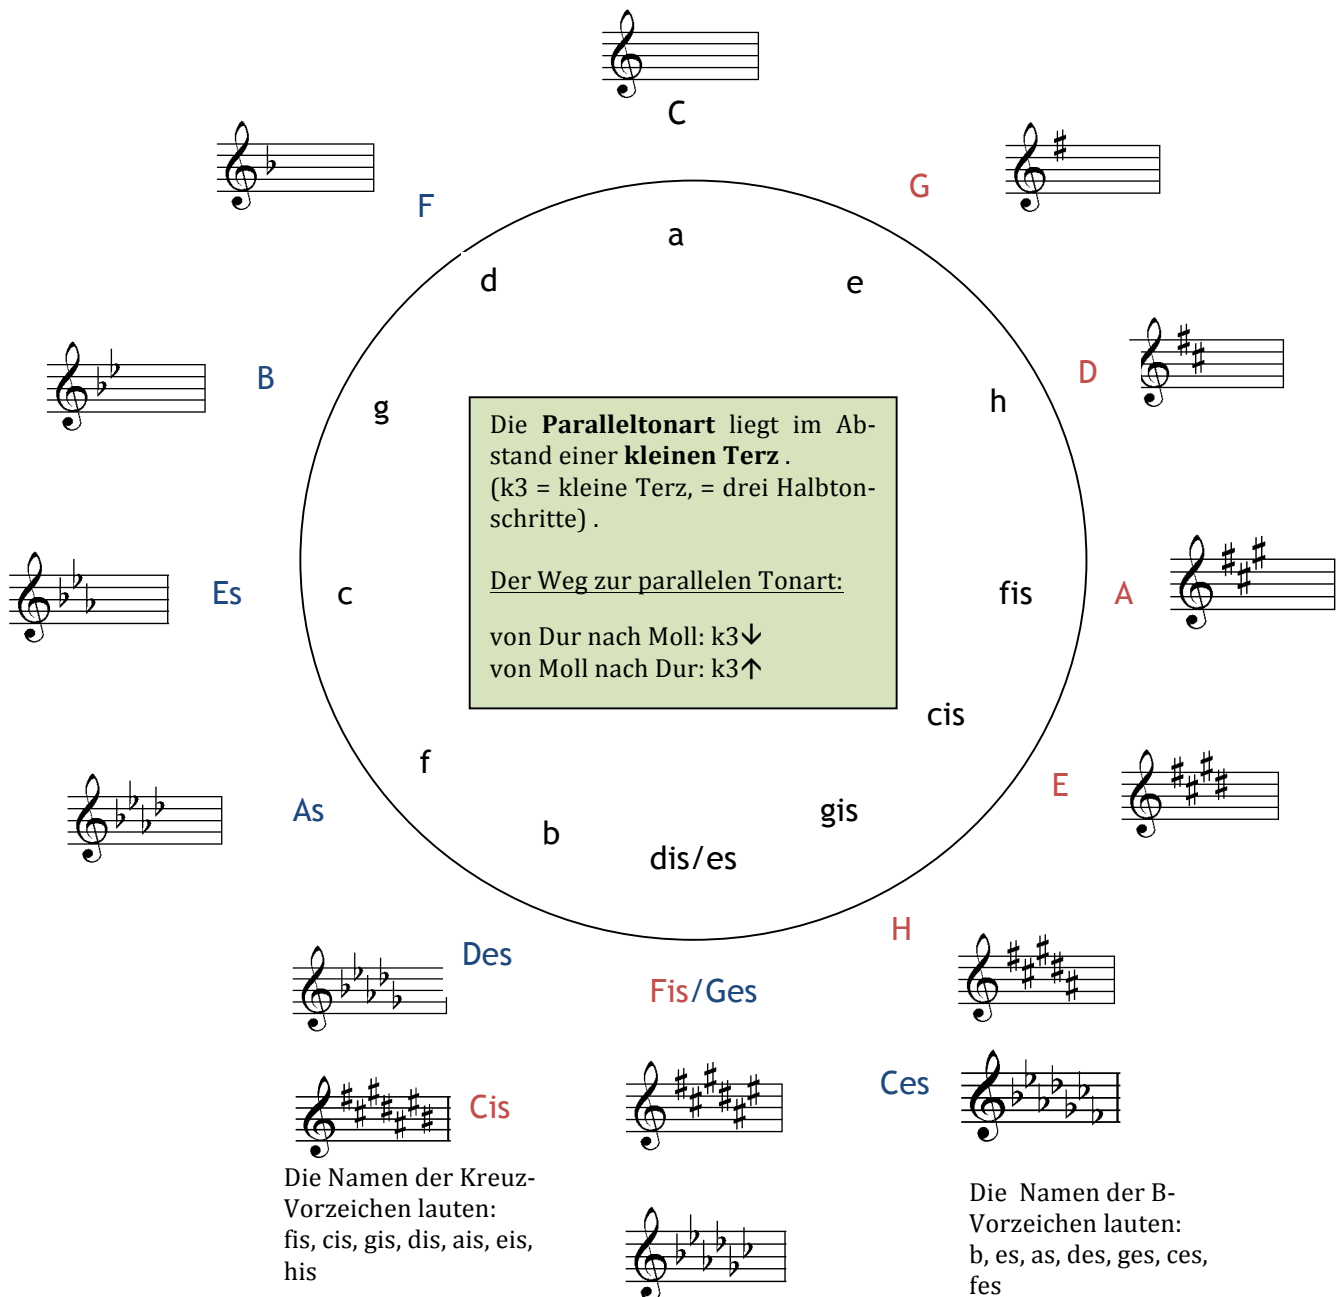 C
F
G
a
d
e
B
D
g
h
Die Paralleltonart liegt im Ab-
stand einer kleinen Terz .
(k3 = kleine Terz, = drei Halbton-
schritte) .
Der Weg zur parallelen Tonart:
von Dur nach Moll: k3↓
von Moll nach Dur: k3↑
Es
c
fis
A
cis
f
E
As
b
gis
dis/es
H
Des
Fis/Ges
Cis
Ces
Die Namen der Kreuz-
Vorzeichen lauten:
fis, cis, gis, dis, ais, eis,
his
Die Namen der B-
Vorzeichen lauten:
b, es, as, des, ges, ces,
fes